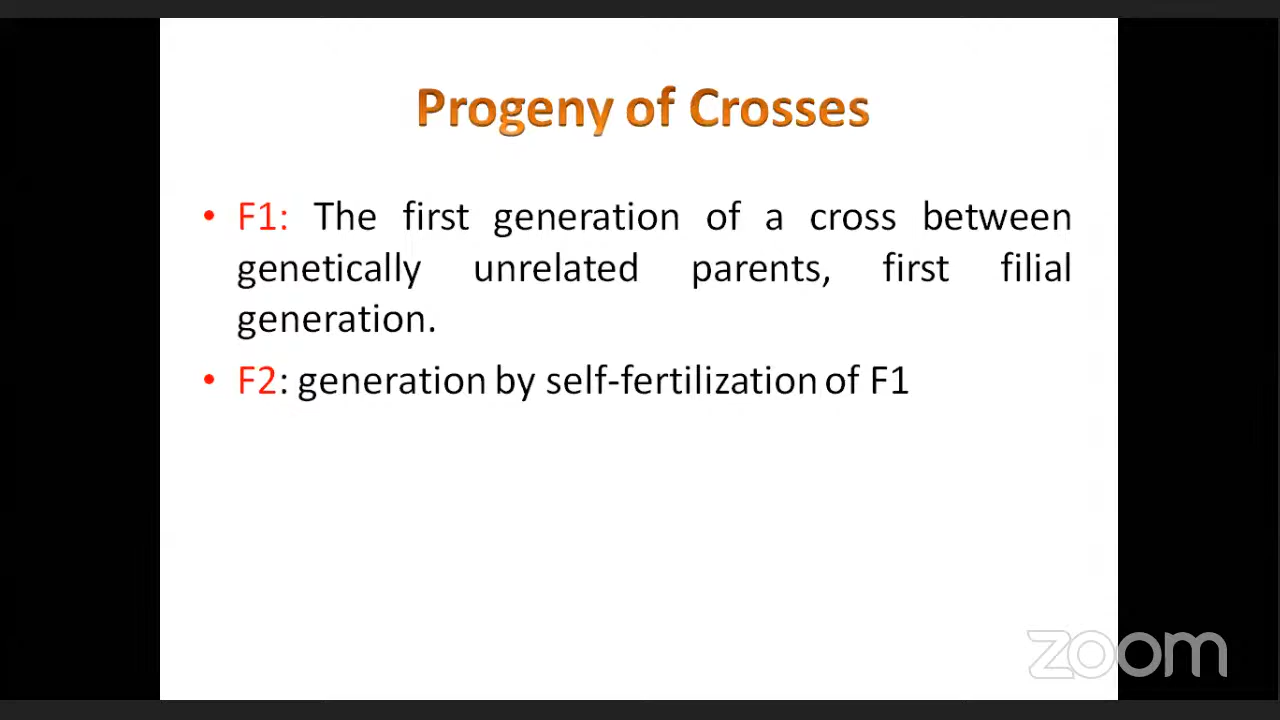 Progeny of Crosses
• F1: The first generation of a cross between
genetically unrelated parents, first filial
generation.
• F2: generation by self-fertilization of F1
zoom